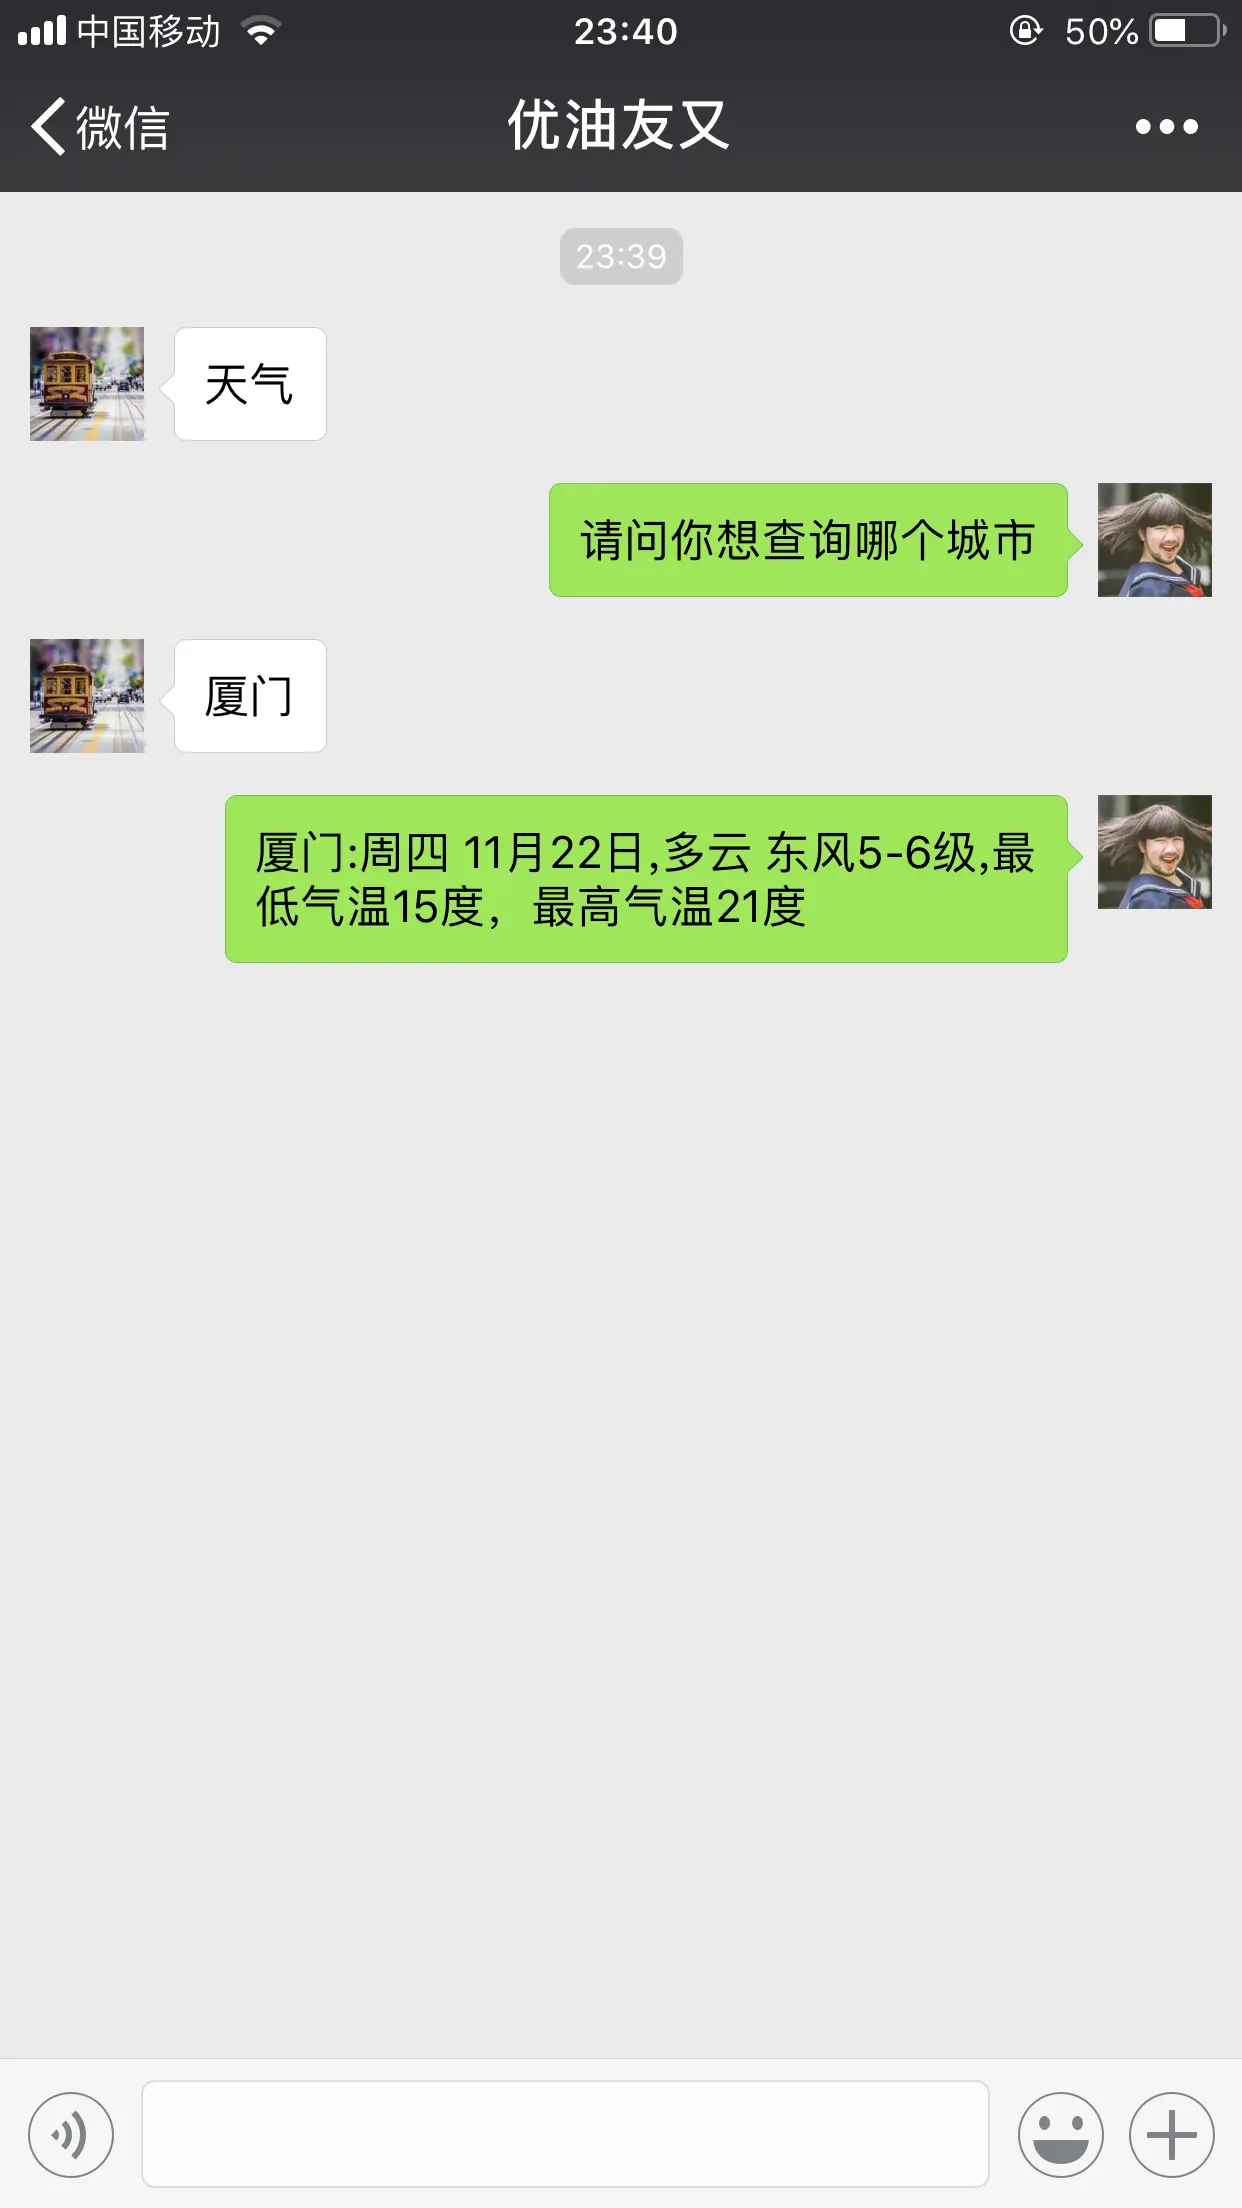 中国移动 23:40 50%
微信 优油友又
23:39
天气
请问你想查询哪个城市
厦门
厦门:周四 11月22日,多云 东风5-6级,最
低气温15度，最高气温21度